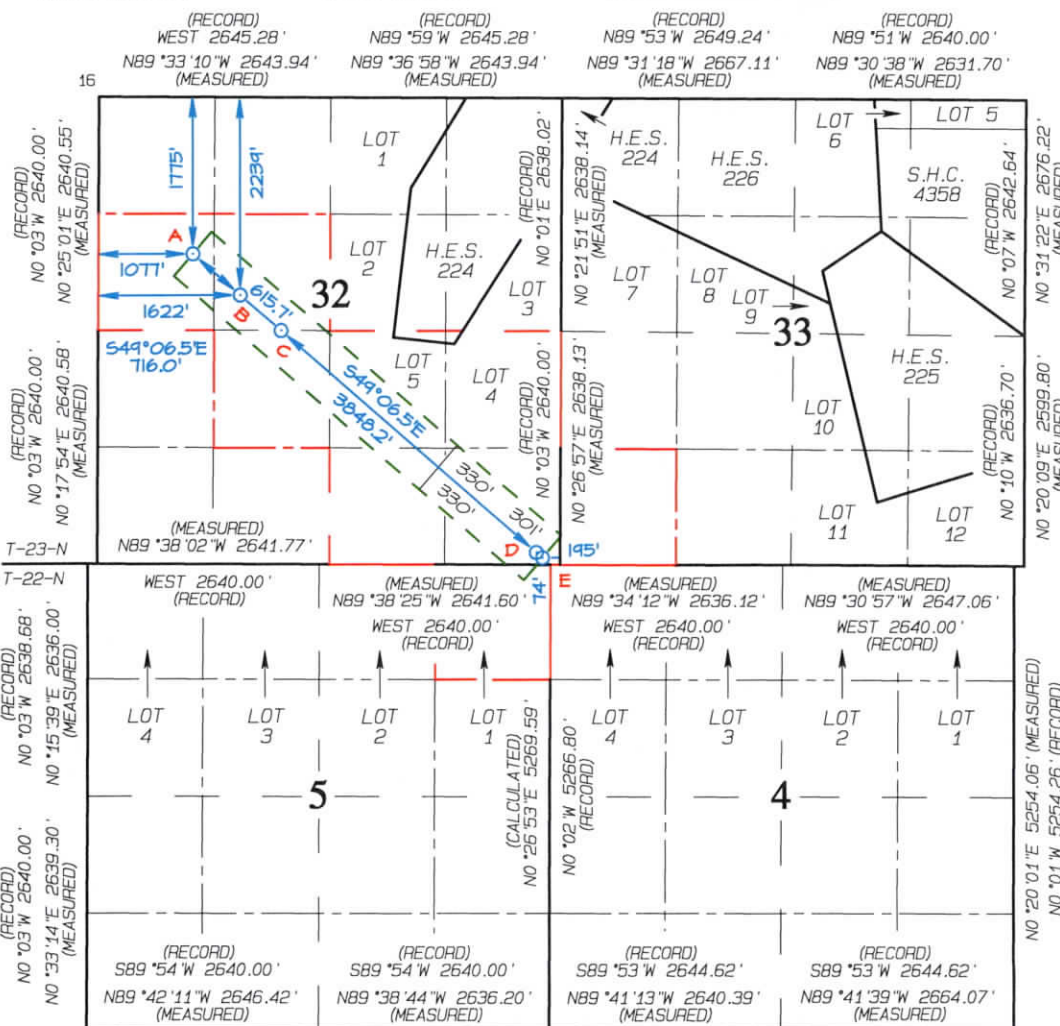 (RECORD)
WEST 2645.28'
N89°33'10"W 2643.94'
(MEASURED)
(RECORD)
N89°59'W 2645.28'
N89°36'58"W 2643.94'
(MEASURED)
(RECORD)
N89°53'W 2649.24'
N89°31'18"W 2667.11'
(MEASURED)
(RECORD)
N89°51'W 2640.00'
N89°30'38"W 2631.70'
(MEASURED)
16
(RECORD)
N0°03'W 2640.00'
N0°25'01"E 2640.55'
(MEASURED)
1775'
2239'
LOT
1
N0°01'E 2638.02'
H.E.S.
224
N0°21'51"E 2638.14'
(MEASURED)
H.E.S.
226
LOT
6
LOT 5
S.H.C.
4358
(RECORD)
N0°07'W 2642.64'
N0°31'22"E 2676.22'
(MEASURED)
A
1077'
LOT
2
H.E.S.
224
(RECORD)
LOT
3
LOT
7
LOT
8
LOT
9
32
33
1622'
B
615.7'
C
S49°06.5'E
716.0'
(RECORD)
N0°03'W 2640.00'
N0°17'54"E 2640.58'
(MEASURED)
LOT
5
LOT
4
S49°06.5'E
3848.2'
(RECORD)
N0°03'W 2640.00'
N0°26'57"E 2638.13'
(MEASURED)
H.E.S.
225
LOT
10
(RECORD)
N0°10'W 2636.70'
N0°20'09"E 2599.80'
(MEASURED)
330'
330'
301'
LOT
11
LOT
12
(MEASURED)
N89°38'02"W 2641.77'
D
195'
T-23-N
T-22-N
74'
E
WEST 2640.00'
(RECORD)
(MEASURED)
N89°38'25"W 2641.60'
WEST 2640.00'
(RECORD)
(MEASURED)
N89°34'12"W 2636.12'
WEST 2640.00'
(RECORD)
(MEASURED)
N89°30'57"W 2647.06'
WEST 2640.00'
(RECORD)
(RECORD)
N0°03'W 2638.68'
N0°15'39"E 2636.00'
(MEASURED)
LOT
4
LOT
3
LOT
2
LOT
1
LOT
4
LOT
3
LOT
2
LOT
1
(CALCULATED)
N0°26'53"E 5269.59'
N0°02'W 5266.80'
(RECORD)
N0°20'01"E 5254.06' (MEASURED)
N0°01'W 5254.26' (RECORD)
5
4
(RECORD)
N0°03'W 2640.00'
N0°33'14"E 2639.30'
(MEASURED)
(RECORD)
S89°54'W 2640.00'
N89°42'11"W 2646.42'
(MEASURED)
(RECORD)
S89°54'W 2640.00'
N89°38'44"W 2636.20'
(MEASURED)
(RECORD)
S89°53'W 2644.62'
N89°41'13"W 2640.39'
(MEASURED)
(RECORD)
S89°53'W 2644.62'
N89°41'39"W 2664.07'
(MEASURED)